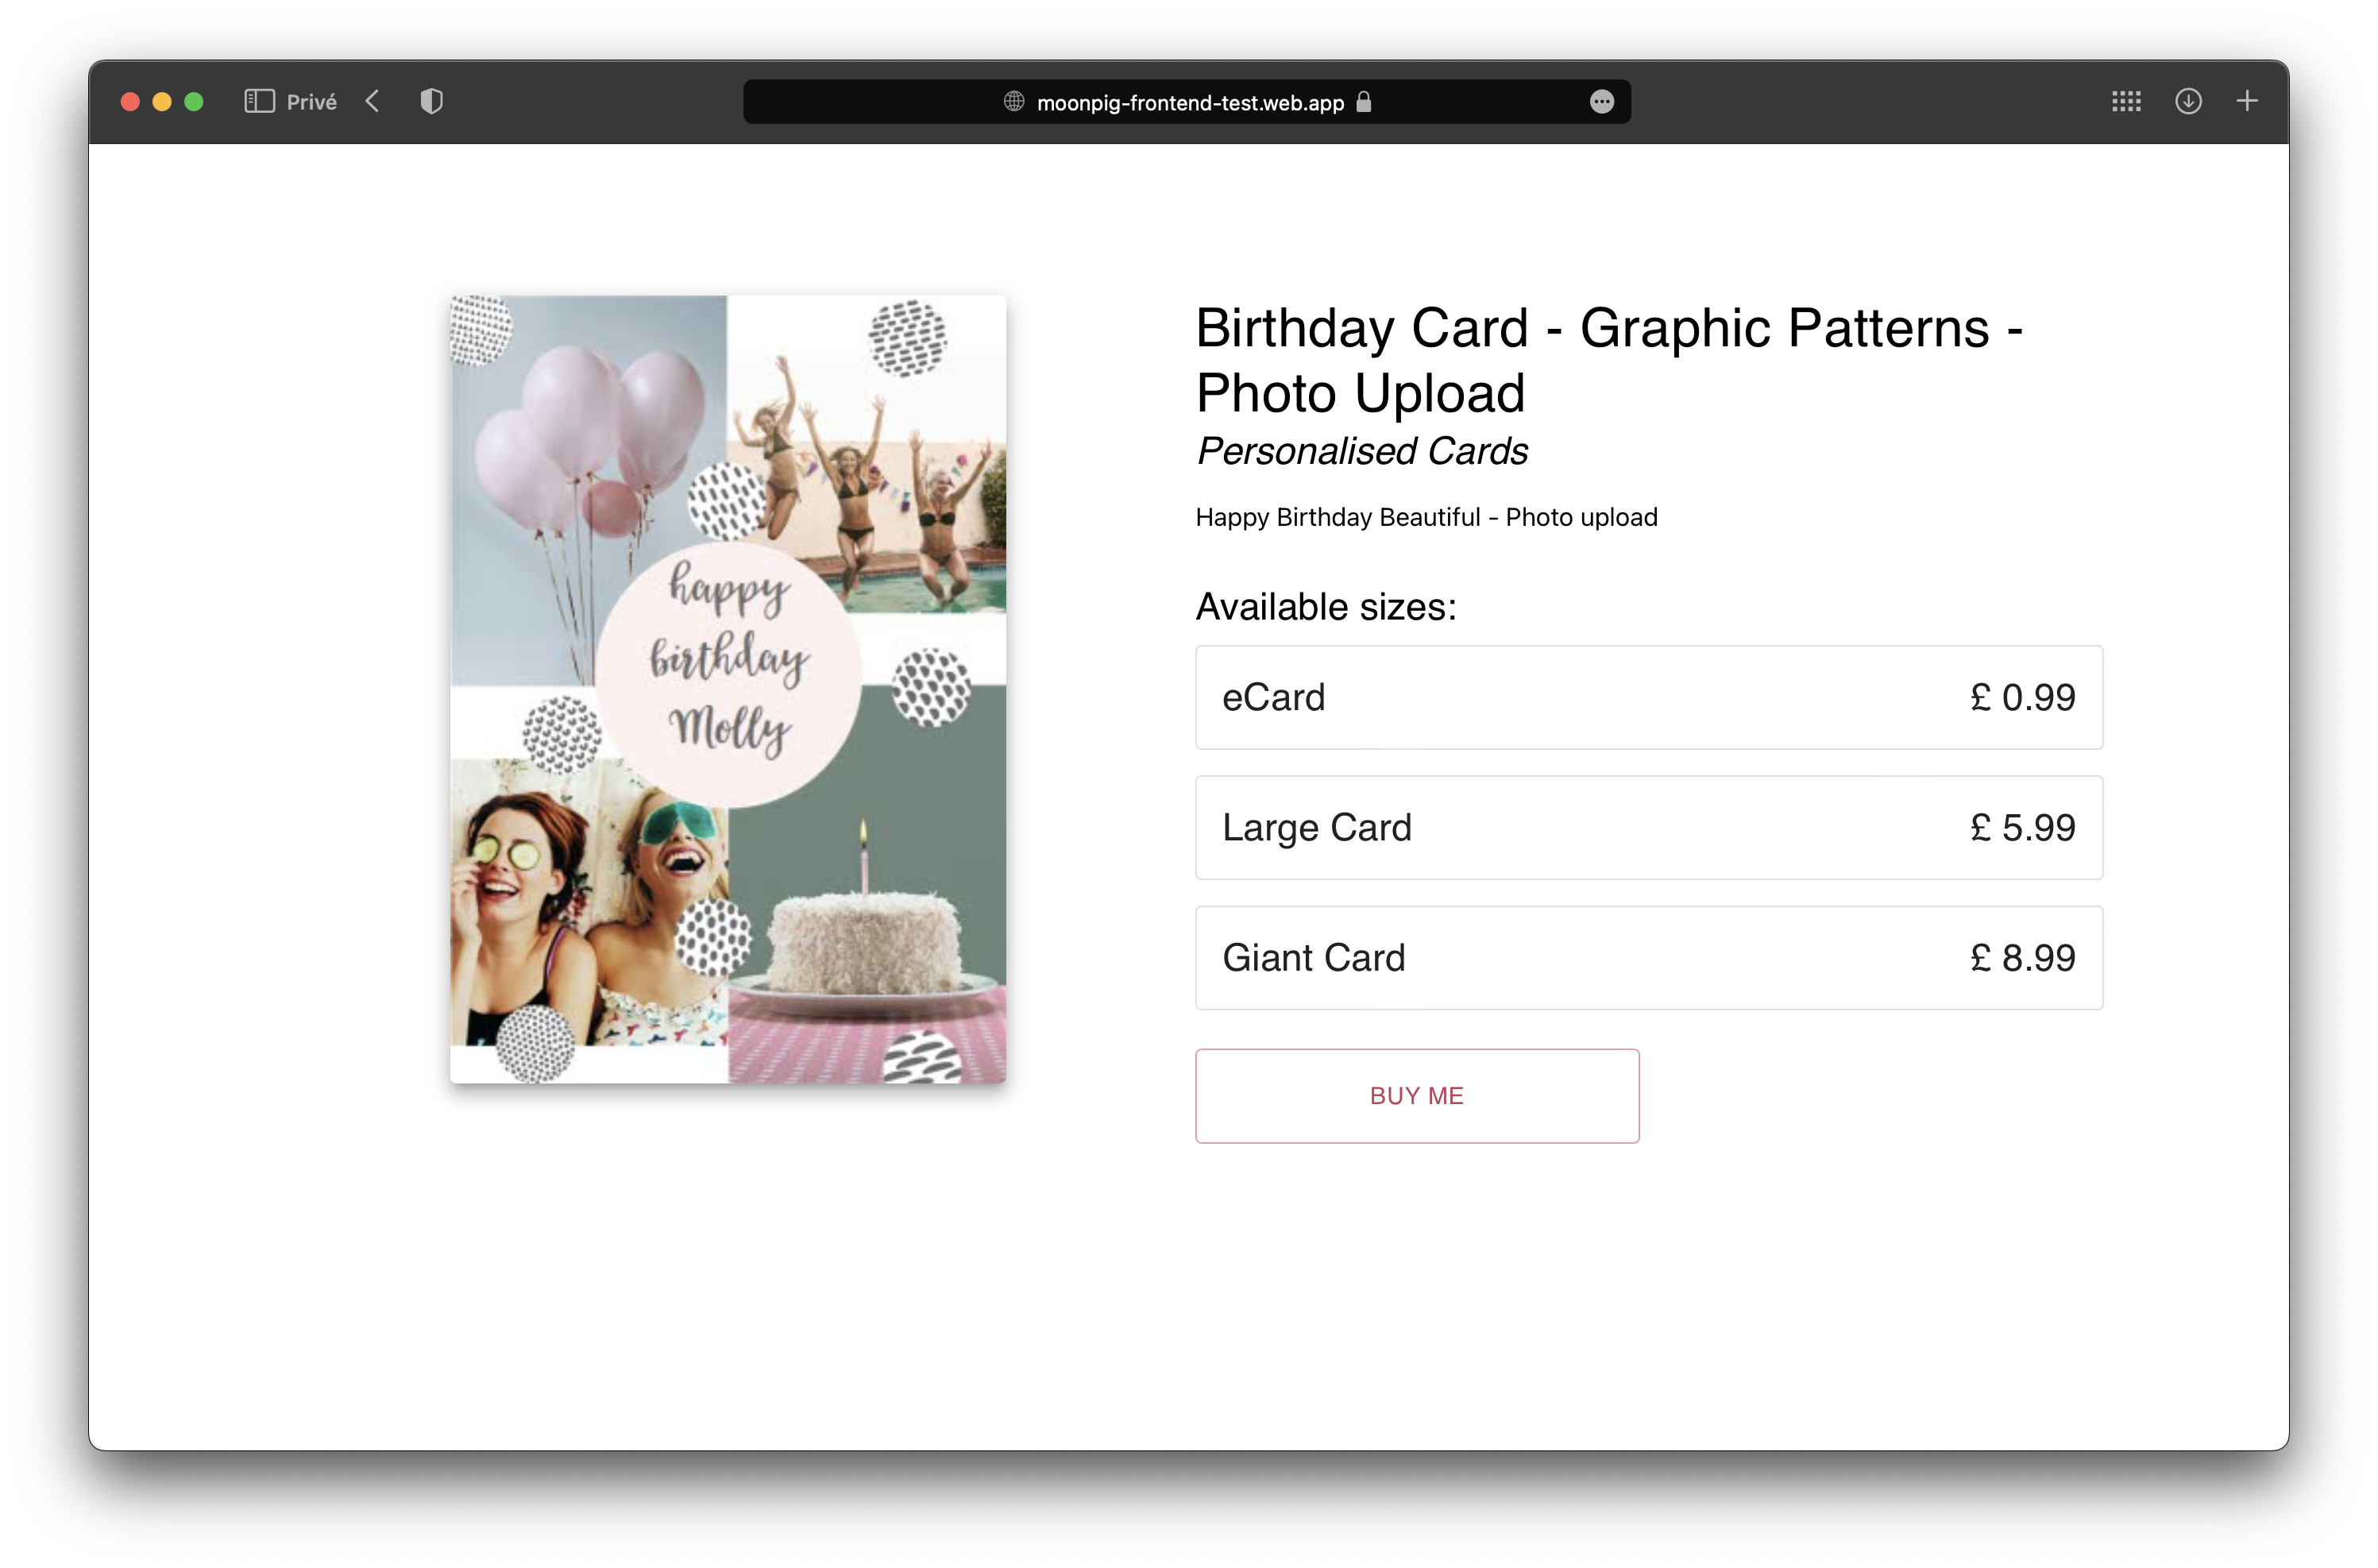 Privé
moonpig-frontend-test.web.app
happy
birthday
Molly
Birthday Card - Graphic Patterns -
Photo Upload
Personalised Cards
Happy Birthday Beautiful - Photo upload
Available sizes:
eCard £ 0.99
Large Card £ 5.99
Giant Card £ 8.99
BUY ME